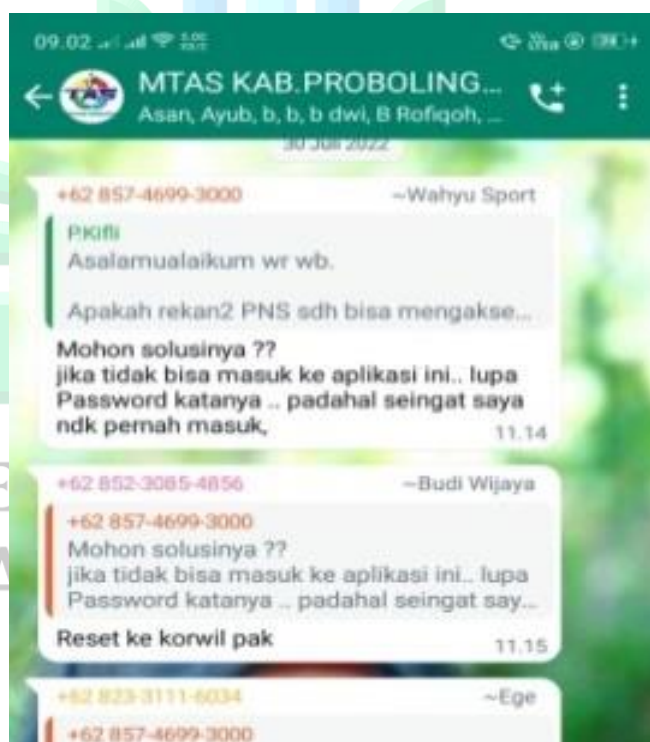 09.02
MTAS KAB.PROBOLING...
Asan, Ayub, b, b, b dwi, B Rofiqoh, ...
30 Juli 2022
+62 857-4699-3000 ~Wahyu Sport
P.Kifli
Asalamualaikum wr wb.
Apakah rekan2 PNS sdh bisa mengakse...
Mohon solusinya ??
jika tidak bisa masuk ke aplikasi ini.. lupa
Password katanya .. padahal seingat saya
ndk pernah masuk,
11.14
+62 852-3085-4856 ~Budi Wijaya
+62 857-4699-3000
Mohon solusinya ??
jika tidak bisa masuk ke aplikasi ini.. lupa
Password katanya .. padahal seingat say...
Reset ke korwil pak
11.15
+62 823-3111-6034 ~Ege
+62 857-4699-3000